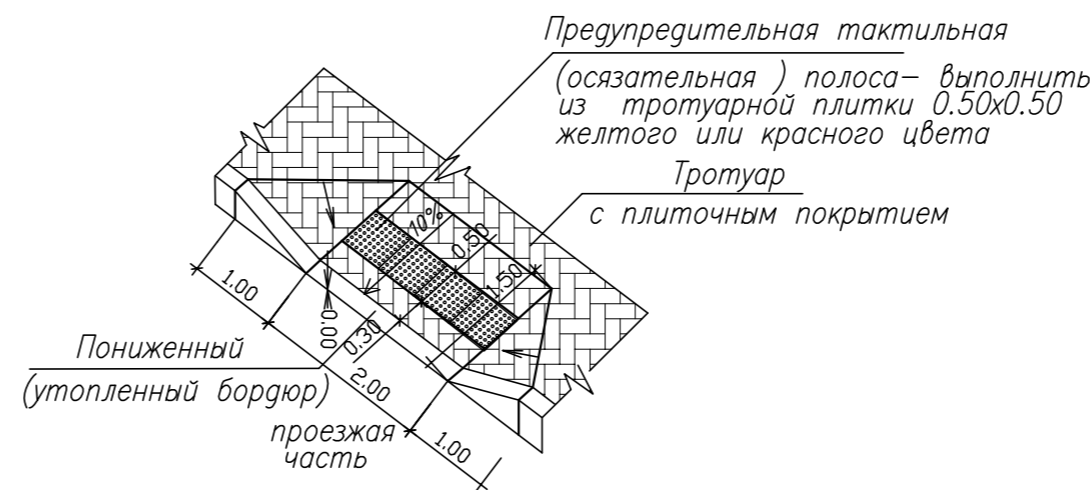 Предупредительная тактильная
(осязательная ) полоса- выполнить
из тротуарной плитки 0.50х0.50
желтого или красного цвета
Тротуар
с плиточным покрытием
10%
0.50
1.50
1.00
0.00
0.30
2.00
1.00
Пониженный
(утопленный бордюр)
проезжая
часть